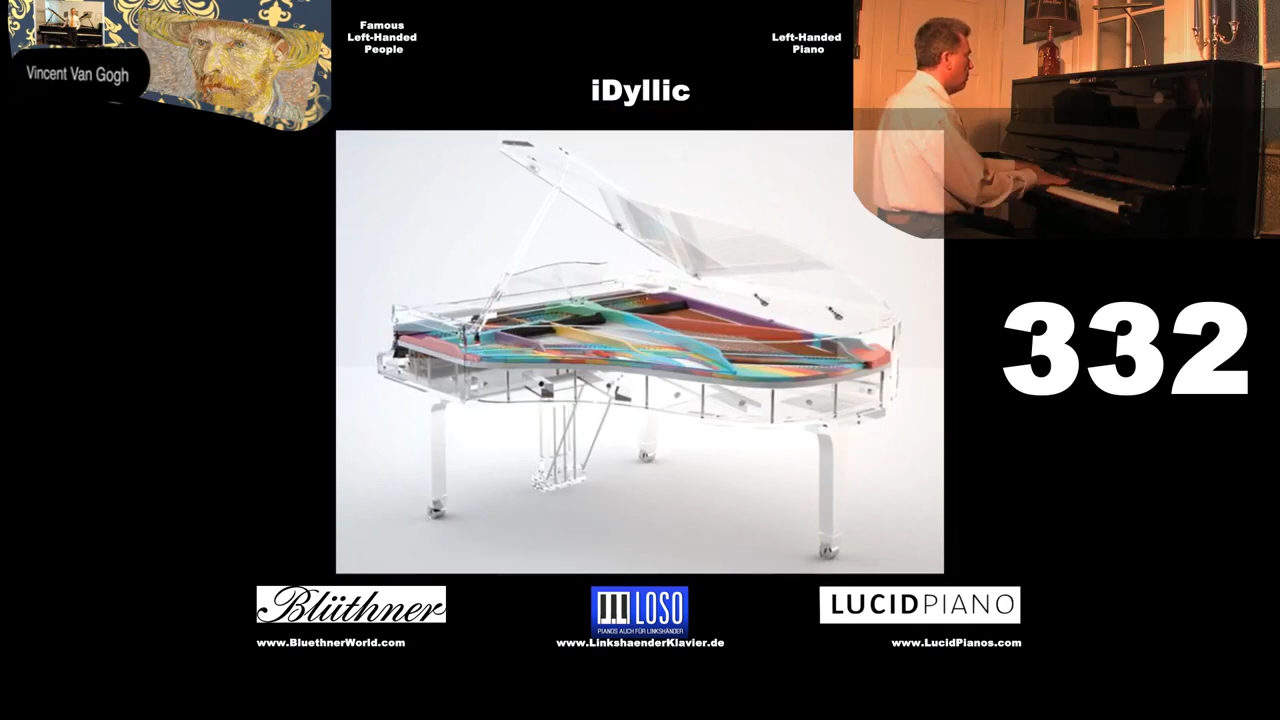 Vincent Van Gogh
Famous
Left-Handed
People
Left-Handed
Piano
iDyllic
332
Blüthner
LOSO
PIANOS AUCH FÜR LINKSHÄNDER
LUCIDPIANO
www.BluethnerWorld.com
www.LinkshaenderKlavier.de
www.LucidPianos.com